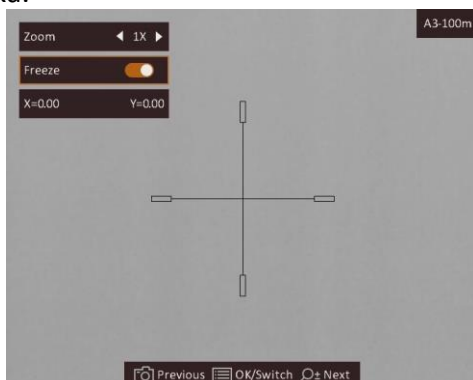 Zoom 1X
A3-100m
Freeze
X=0.00 Y=0.00
Previous OK/Switch Next